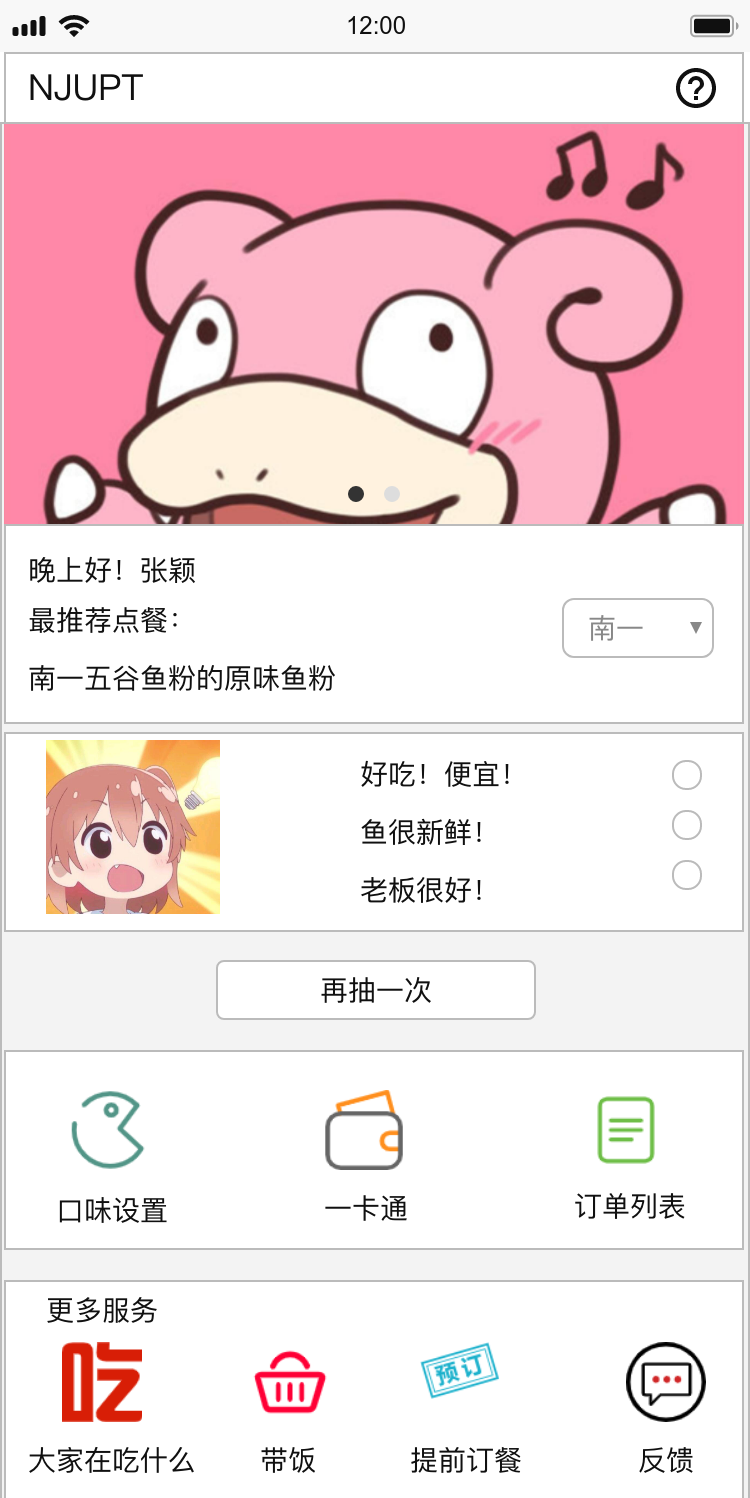 12:00
NJUPT
晚上好！张颖
最推荐点餐：
南一
▼
南一五谷鱼粉的原味鱼粉
好吃！便宜！
鱼很新鲜！
老板很好！
再抽一次
口味设置
一卡通
订单列表
更多服务
吃
预订
大家在吃什么
带饭
提前订餐
反馈